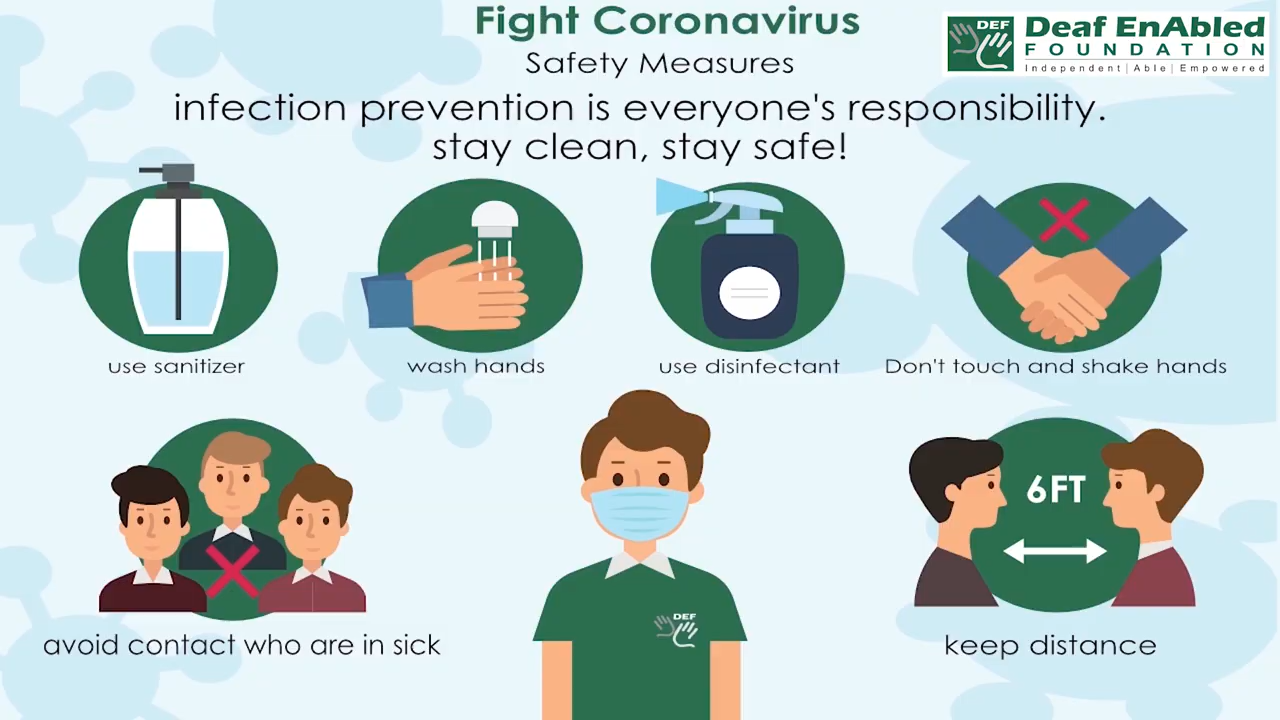 Fight Coronavirus
Safety Measures
DEF
Deaf EnAbled
FOUNDATION
Independent | Able | Empowered
infection prevention is everyone's responsibility.
stay clean, stay safe!
use sanitizer
wash hands
use disinfectant
Don't touch and shake hands
6FT
DEF
avoid contact who are in sick
keep distance